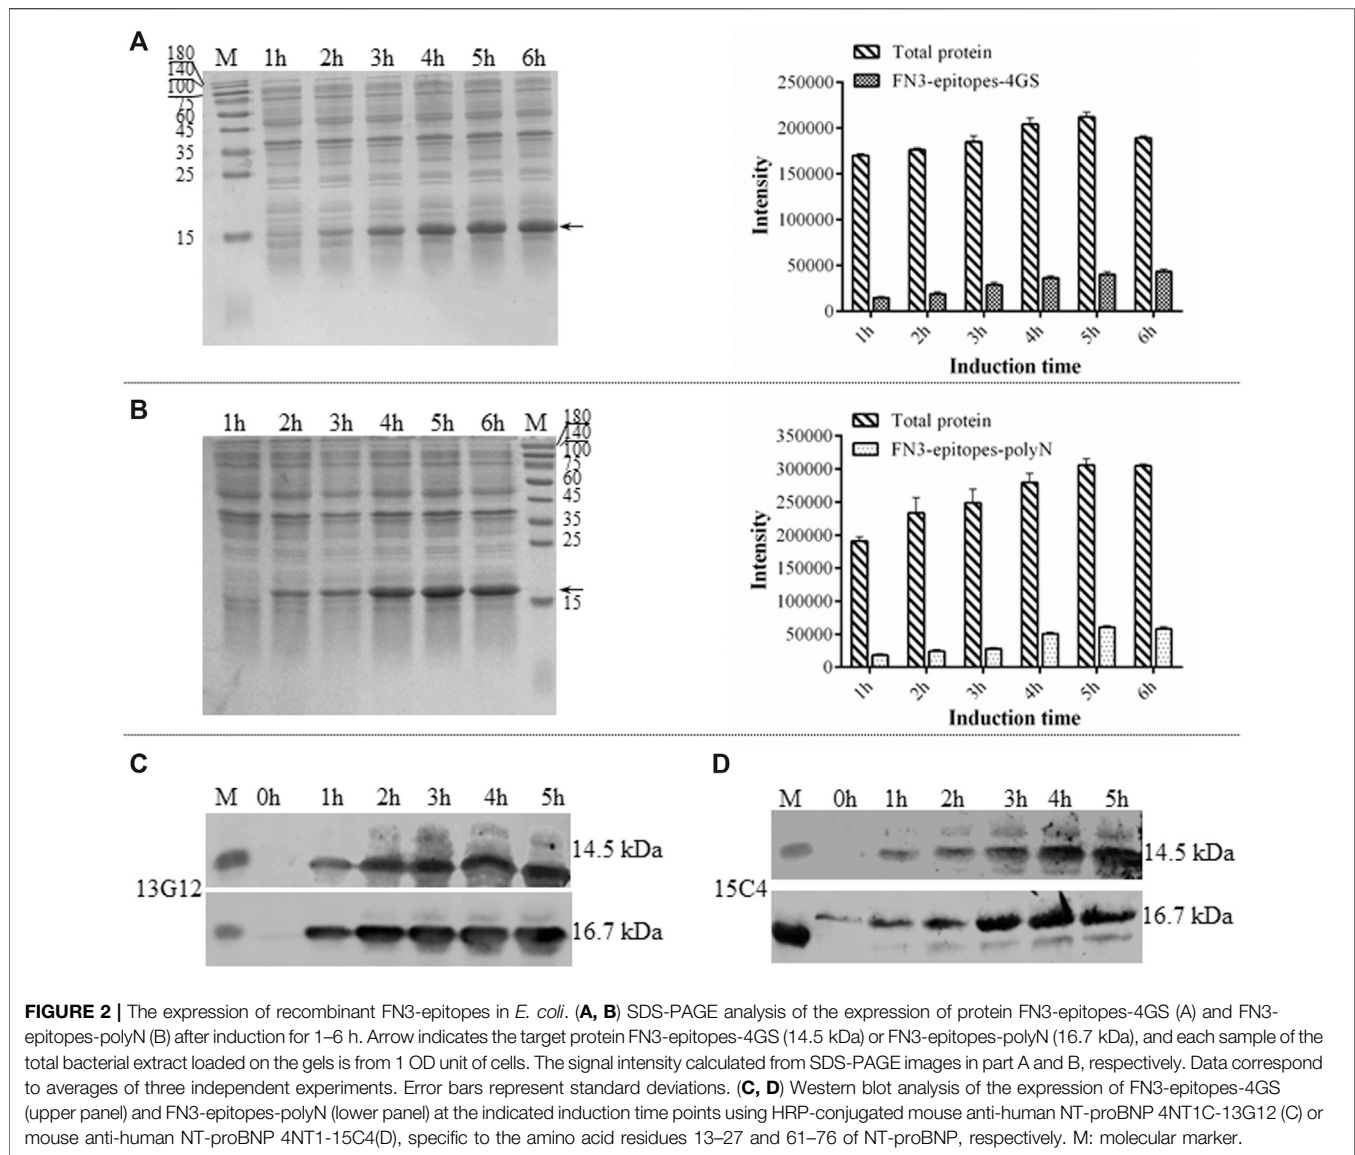 A
M 1h 2h 3h 4h 5h 6h
180
140
100
75
60
45
35
25
15
Total protein
FN3-epitopes-4GS
250000
200000
150000
100000
50000
0
Intensity
1h 2h 3h 4h 5h 6h
Induction time
B
1h 2h 3h 4h 5h 6h M
180
140
100
75
60
45
35
25
15
Total protein
FN3-epitopes-polyN
350000
300000
250000
200000
150000
100000
50000
0
Intensity
1h 2h 3h 4h 5h 6h
Induction time
C
M 0h 1h 2h 3h 4h 5h
14.5 kDa
13G12
16.7 kDa
D
M 0h 1h 2h 3h 4h 5h
14.5 kDa
15C4
16.7 kDa
FIGURE 2 | The expression of recombinant FN3-epitopes in E. coli. (A, B) SDS-PAGE analysis of the expression of protein FN3-epitopes-4GS (A) and FN3-
epitopes-polyN (B) after induction for 1–6 h. Arrow indicates the target protein FN3-epitopes-4GS (14.5 kDa) or FN3-epitopes-polyN (16.7 kDa), and each sample of the
total bacterial extract loaded on the gels is from 1 OD unit of cells. The signal intensity calculated from SDS-PAGE images in part A and B, respectively. Data correspond
to averages of three independent experiments. Error bars represent standard deviations. (C, D) Western blot analysis of the expression of FN3-epitopes-4GS
(upper panel) and FN3-epitopes-polyN (lower panel) at the indicated induction time points using HRP-conjugated mouse anti-human NT-proBNP 4NT1C-13G12 (C) or
mouse anti-human NT-proBNP 4NT1-15C4(D), specific to the amino acid residues 13–27 and 61–76 of NT-proBNP, respectively. M: molecular marker.